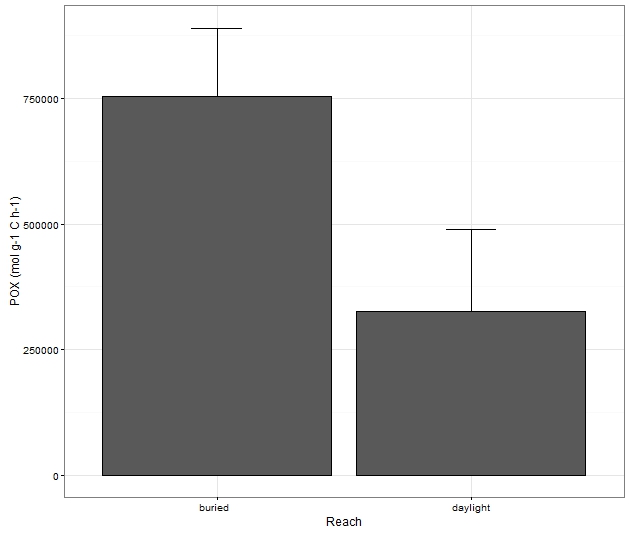 POX (mol g-1 C h-1)
750000
500000
250000
0
buried
daylight
Reach